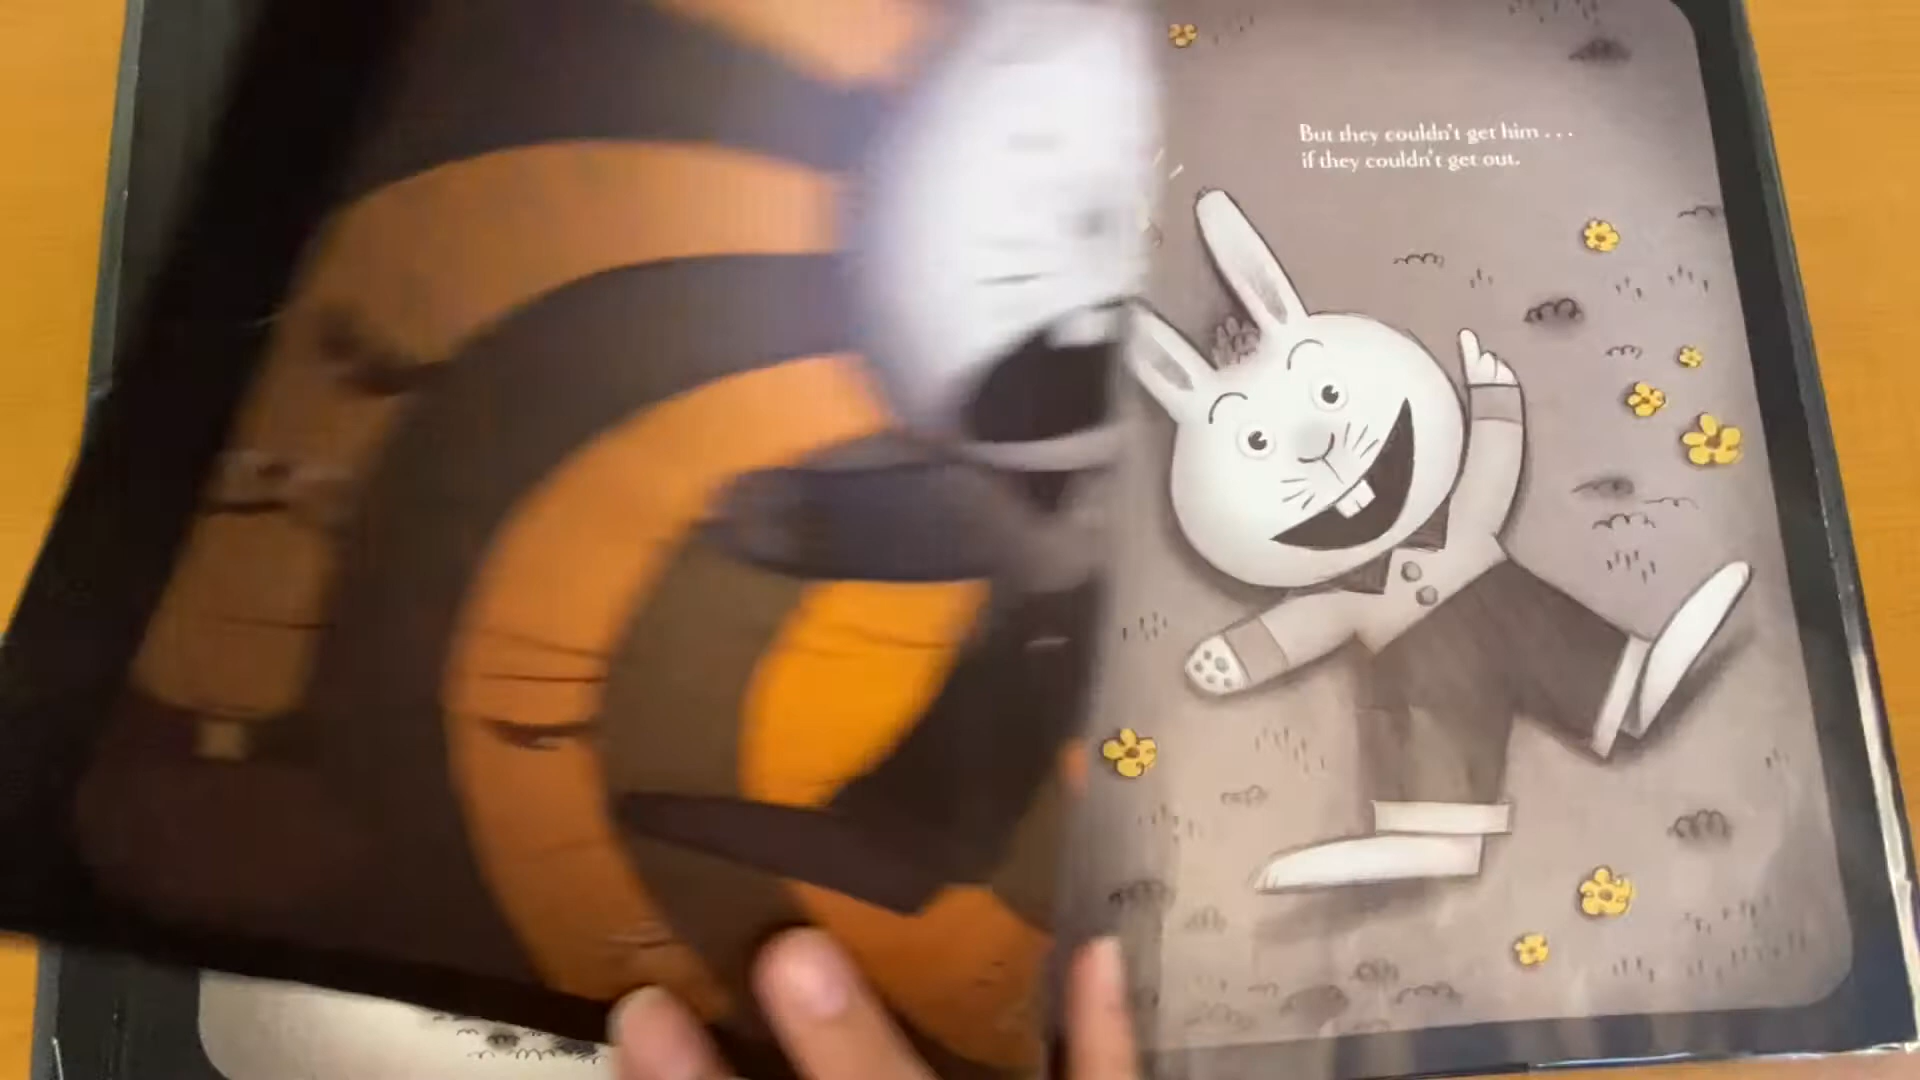 But they couldn't get him . . .
if they couldn't get out.